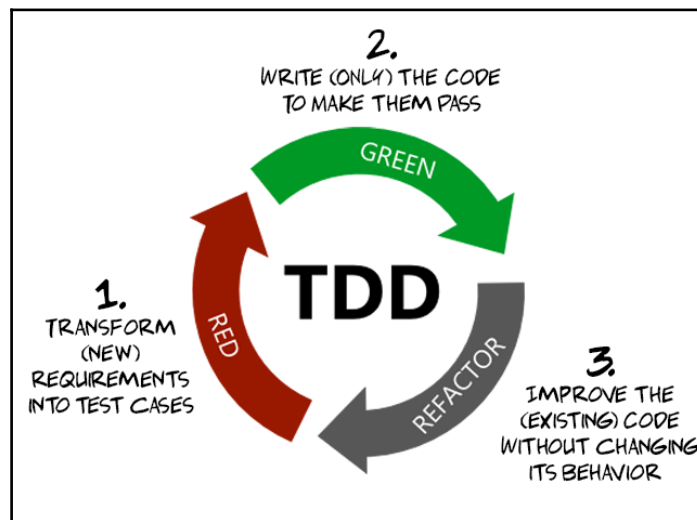 2.
WRITE (ONLY) THE CODE
TO MAKE THEM PASS
GREEN
TDD
1.
TRANSFORM
(NEW)
REQUIREMENTS
INTO TEST CASES
RED
REFACTOR
3.
IMPROVE THE
(EXISTING) CODE
WITHOUT CHANGING
ITS BEHAVIOR